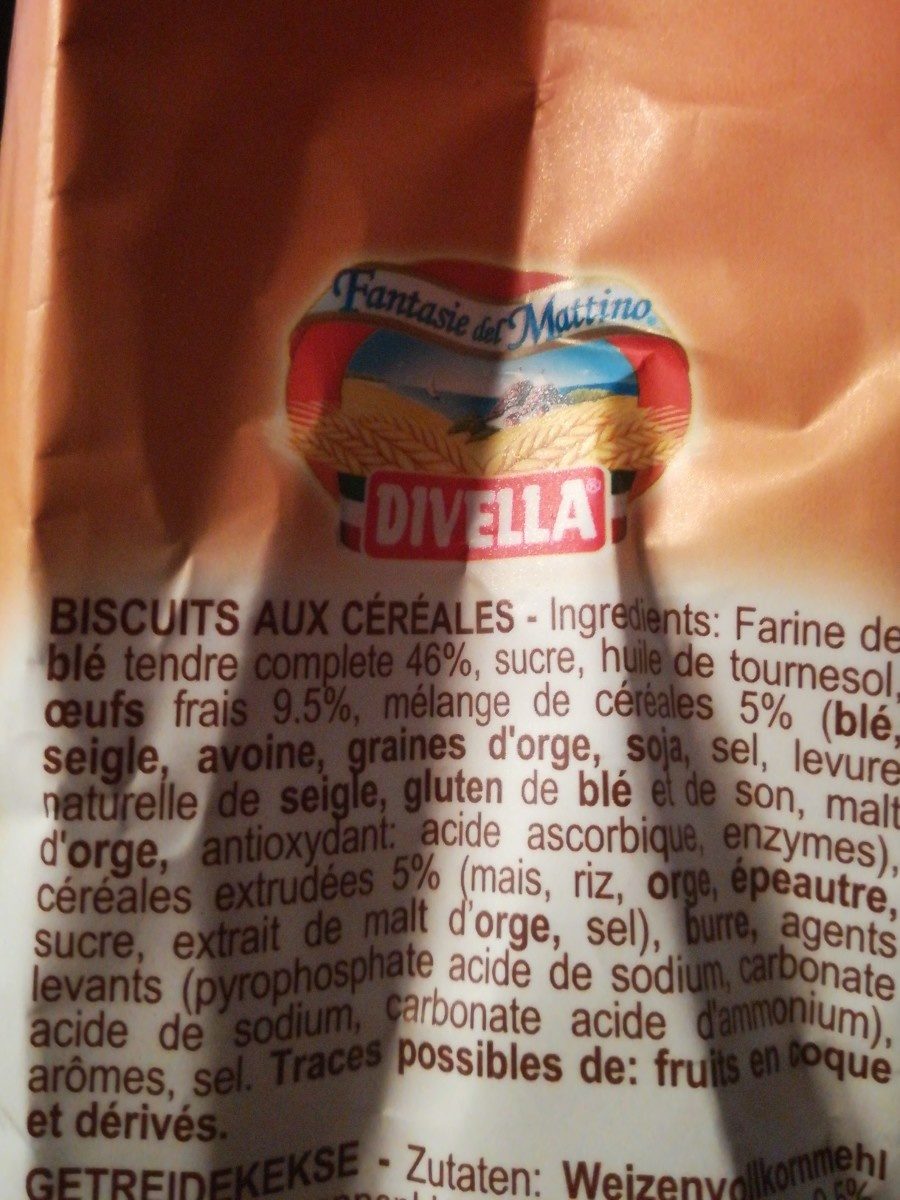 Fantasie del Mattino
DIVELLA®
BISCUITS AUX CÉRÉALES - Ingredients: Farine de
blé tendre complete 46%, sucre, huile de tournesol,
œufs frais 9.5%, mélange de céréales 5% (blé,
seigle, avoine, graines d'orge, soja, sel, levure
naturelle de seigle, gluten de blé et de son, malt
d'orge, antioxydant: acide ascorbique, enzymes),
céréales extrudées 5% (mais, riz, orge, épeautre,
sucre, extrait de malt d'orge, sel), burre, agents
levants (pyrophosphate acide de sodium, carbonate
acide de sodium, carbonate acide d'ammonium),
arômes, sel. Traces possibles de: fruits en coque
et dérivés.
GETREIDEKEKSE - Zutaten: Weizenvollkornmehl